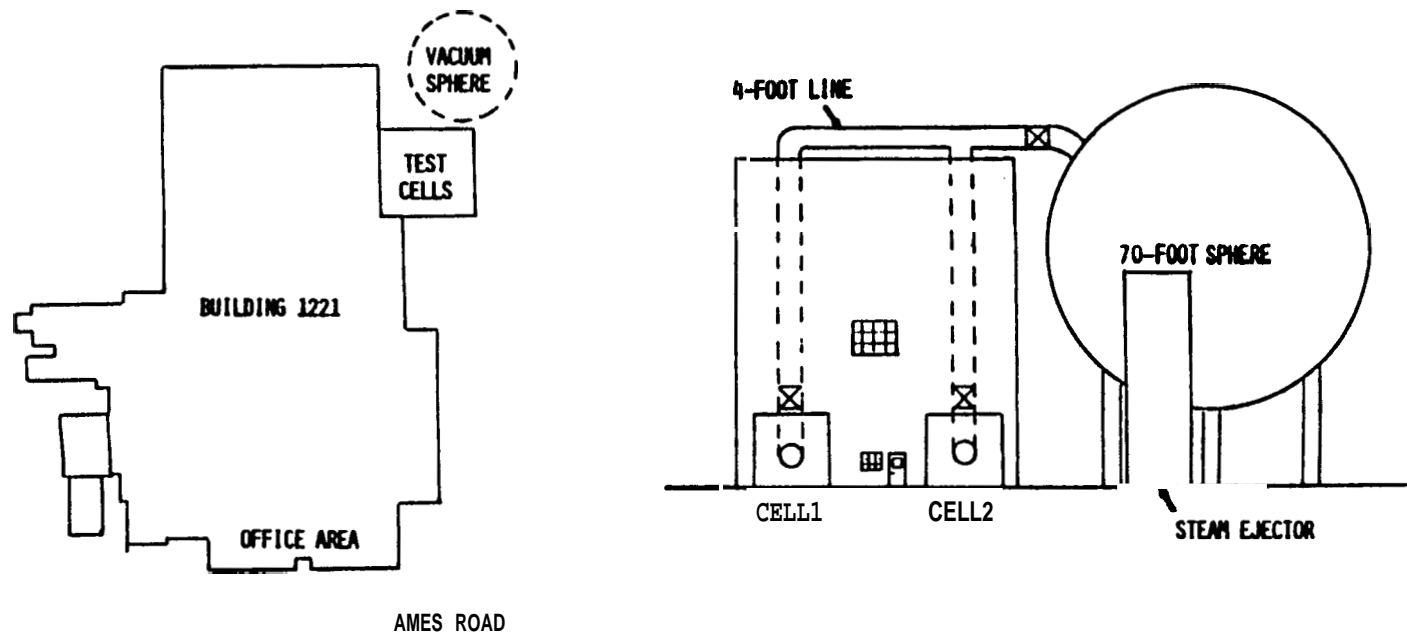 VACUUM
SPHERE
TEST
CELLS
BUILDING 1221
OFFICE AREA
AMES ROAD
4-FOOT LINE
70-FOOT SPHERE
CELL1
CELL2
STEAM EJECTOR